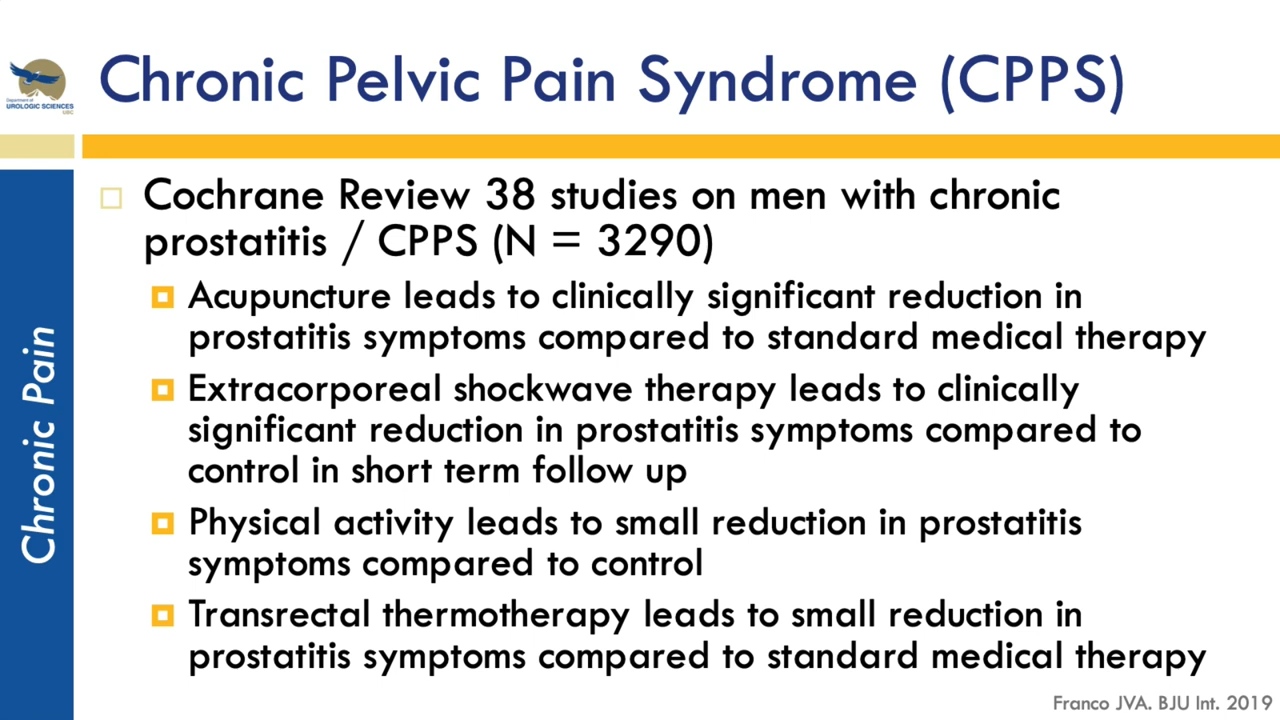 Department of
UROLOGIC SCIENCES
UBC
Chronic Pelvic Pain Syndrome (CPPS)
Chronic Pain
Cochrane Review 38 studies on men with chronic
prostatitis / CPPS (N = 3290)
Acupuncture leads to clinically significant reduction in
prostatitis symptoms compared to standard medical therapy
Extracorporeal shockwave therapy leads to clinically
significant reduction in prostatitis symptoms compared to
control in short term follow up
Physical activity leads to small reduction in prostatitis
symptoms compared to control
Transrectal thermotherapy leads to small reduction in
prostatitis symptoms compared to standard medical therapy
Franco JVA. BJU Int. 2019